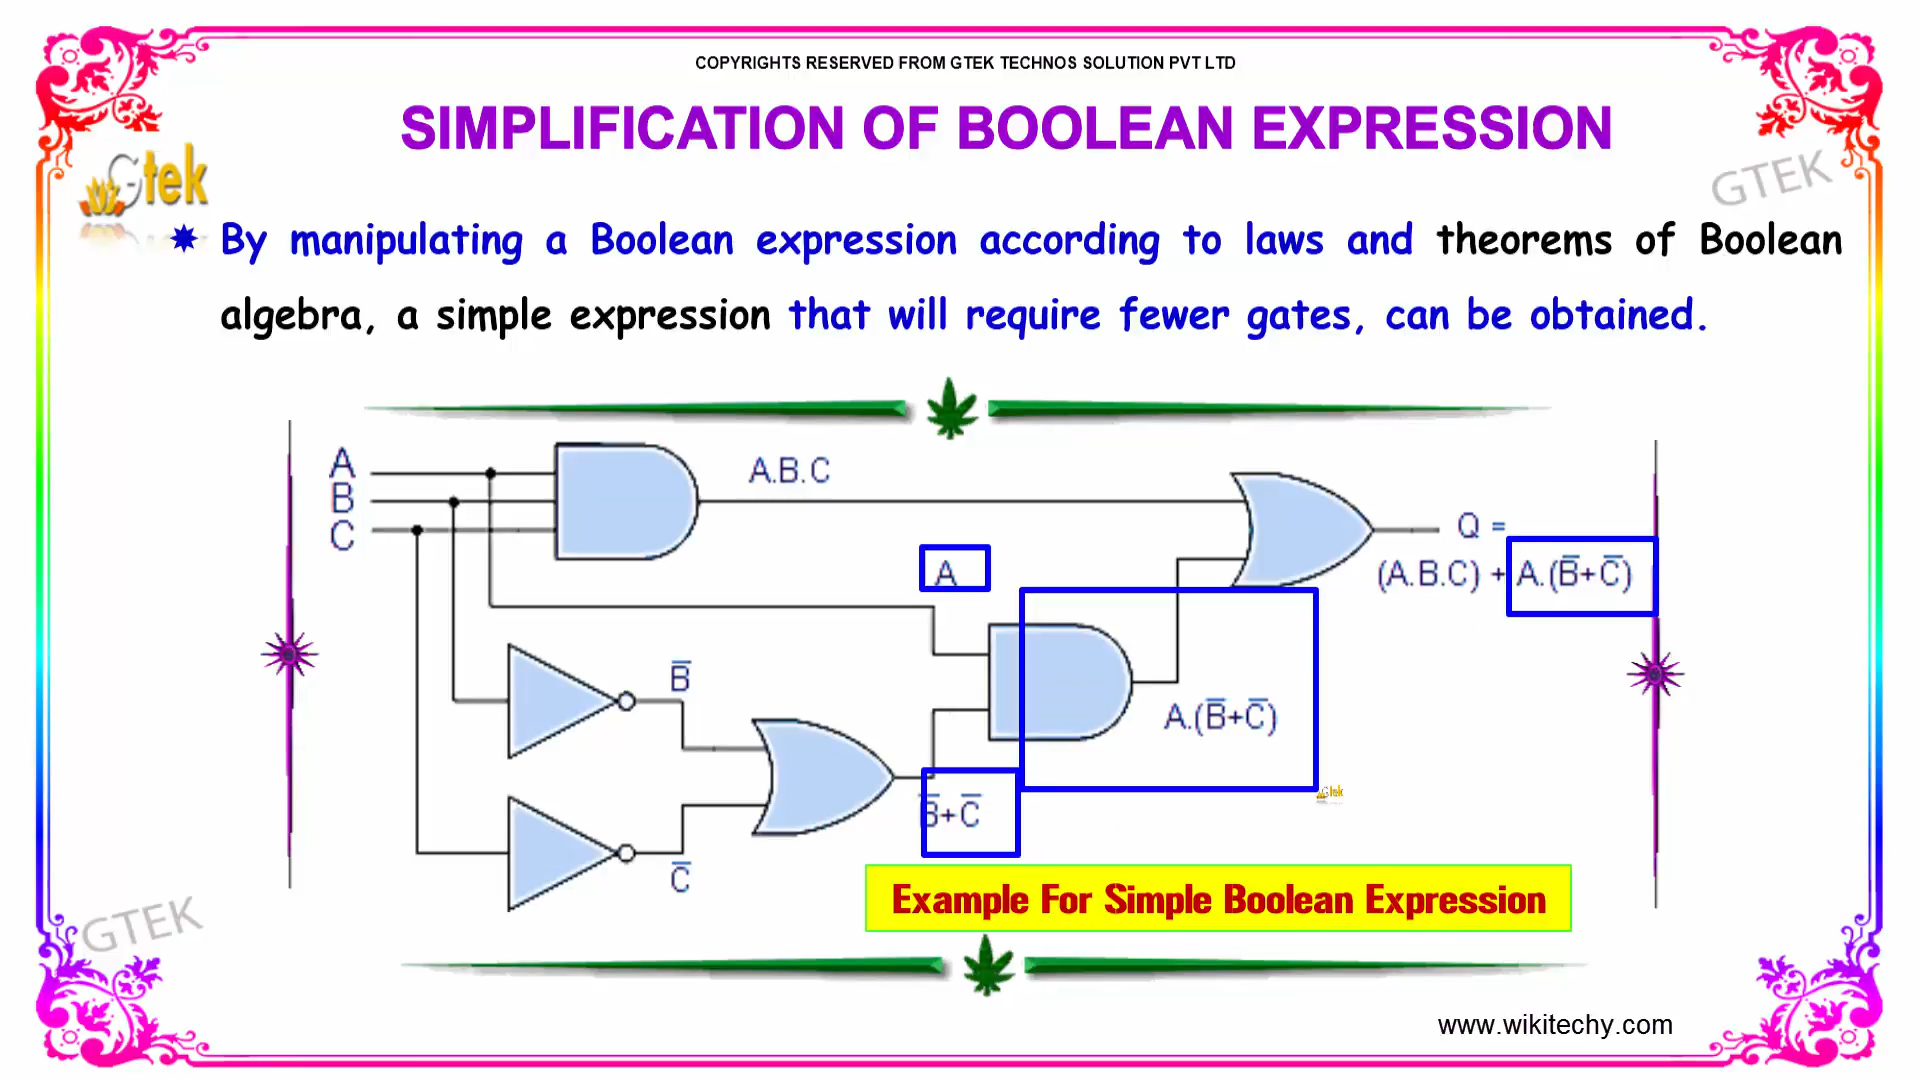 COPYRIGHTS RESERVED FROM GTEK TECHNOS SOLUTION PVT LTD
SIMPLIFICATION OF BOOLEAN EXPRESSION
Gtek
GTEK
✷ By manipulating a Boolean expression according to laws and theorems of Boolean
algebra, a simple expression that will require fewer gates, can be obtained.
A
B
C
A.B.C
Q =
(A.B.C) + A.(B̅+C̅)
A
B̅
A.(B̅+C̅)
Gtek
B̅+C̅
C̅
Example For Simple Boolean Expression
GTEK
www.wikitechy.com